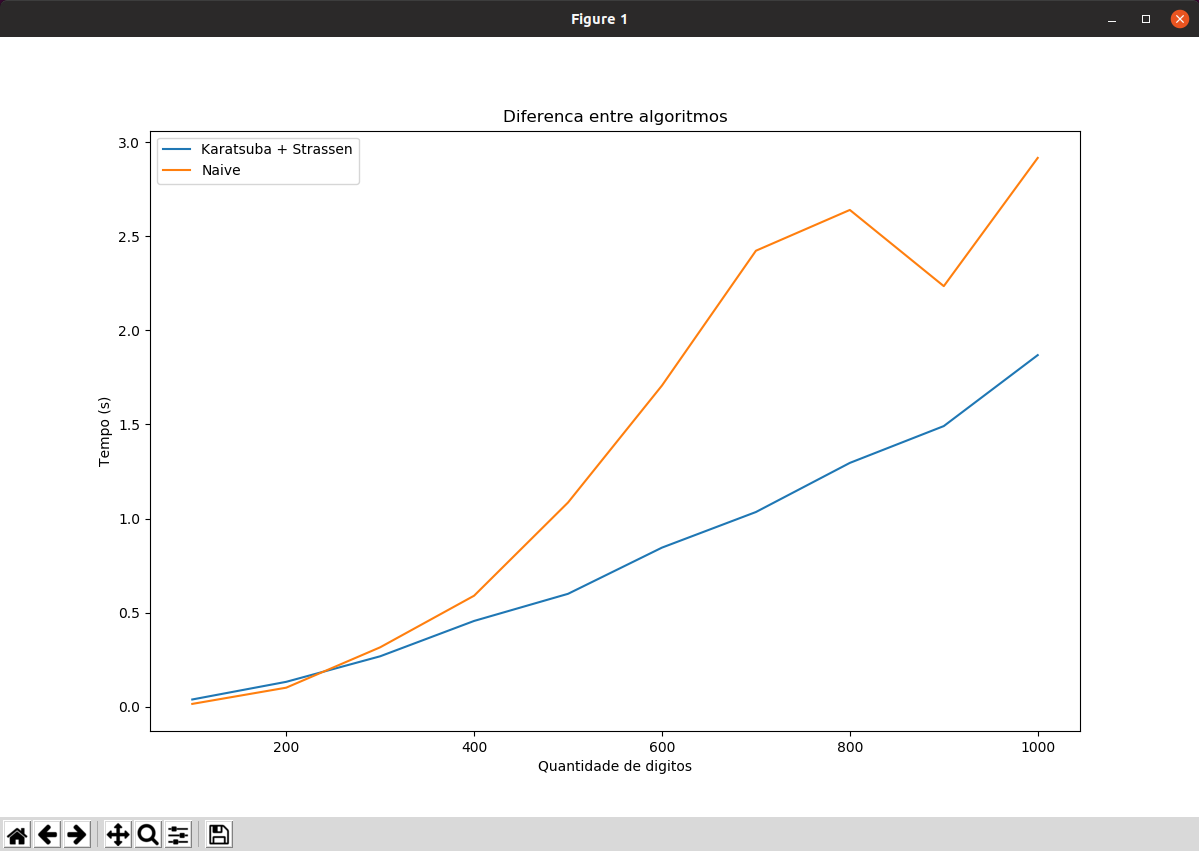 Figure 1
Diferenca entre algoritmos
Karatsuba + Strassen
Naive
3.0
2.5
2.0
1.5
1.0
0.5
0.0
Tempo (s)
200 400 600 800 1000
Quantidade de digitos